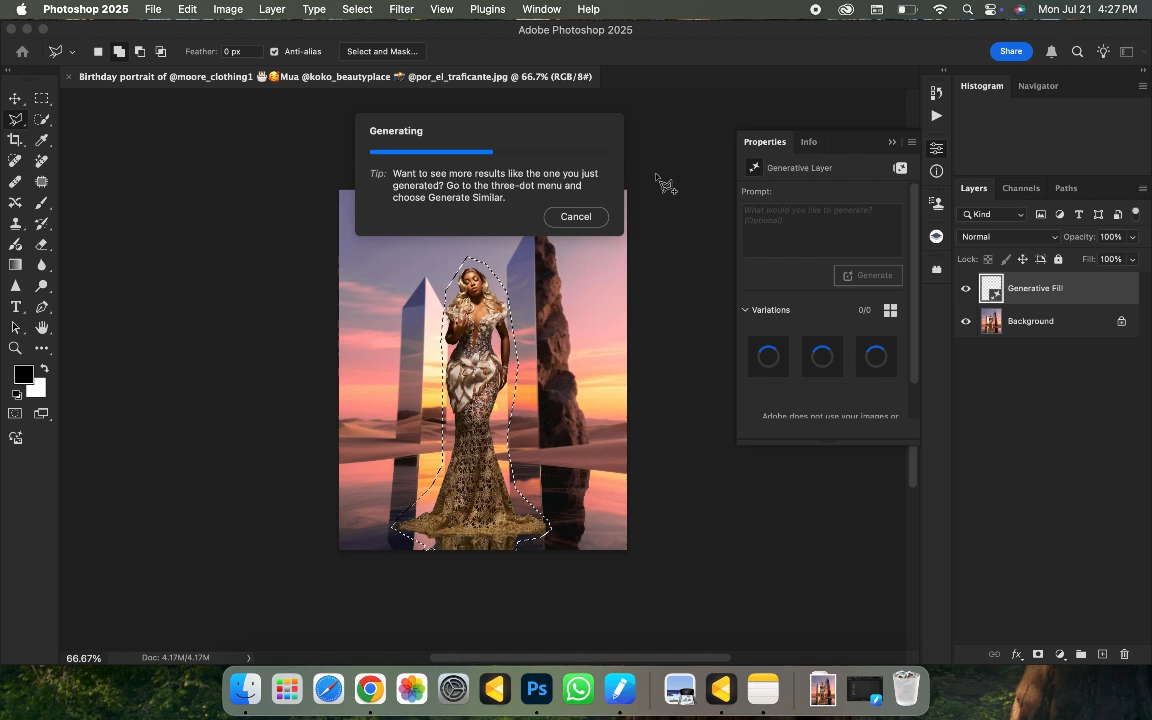 Photoshop 2025 File Edit Image Layer Type Select Filter View Plugins Window Help Mon Jul 21 4:27 PM
Adobe Photoshop 2025
Feather: 0 px Anti-alias Select and Mask... Share
Birthday portrait of @moore_clothing1 🎂🥰Mua @koko_beautyplace 📸 @por_el_traficante.jpg @ 66.7% (RGB/8#)
Histogram Navigator
Generating
Tip: Want to see more results like the one you just
generated? Go to the three-dot menu and
choose Generate Similar.
Cancel
Properties Info
Generative Layer
Prompt:
What would you like to generate?
(Optional)
Generate
Variations 0/0
Adobe does not use your images or
Layers Channels Paths
Kind
Normal Opacity: 100%
Lock: Fill: 100%
Generative Fill
Background
fx
66.67% Doc: 4.17M/4.17M
Ps